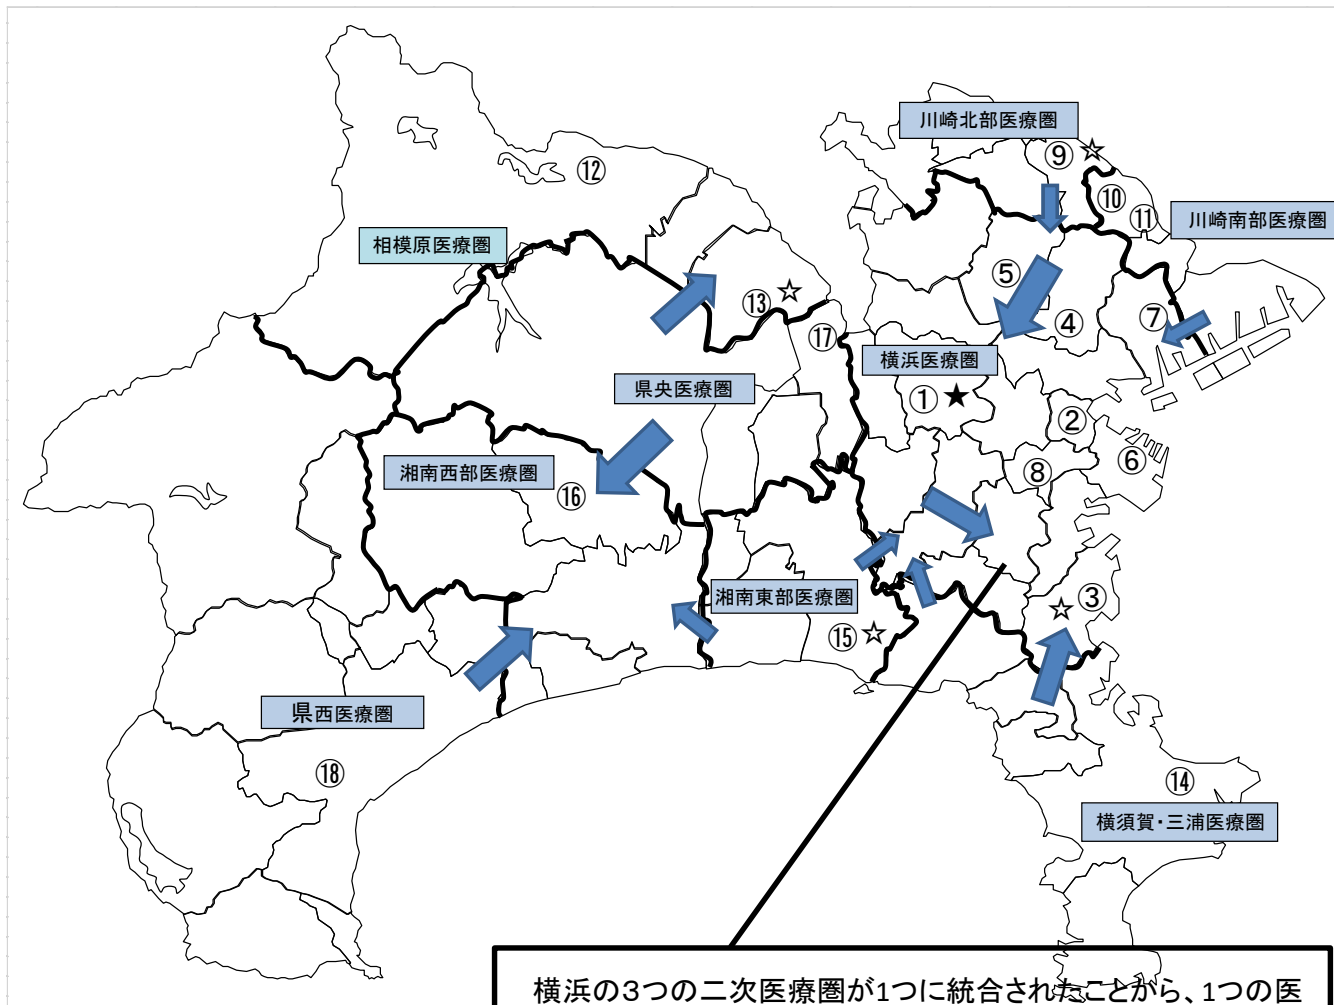 川崎北部医療圏
⑨ ☆
⑫
⑩
⑪
川崎南部医療圏
相模原医療圏
⑤
⑬ ☆
④
⑦
⑰
横浜医療圏
県央医療圏
① ★
②
⑧
⑥
湘南西部医療圏
⑯
湘南東部医療圏
☆ ③
⑮ ☆
県西医療圏
⑱
⑭
横須賀・三浦医療圏
横浜の3つの二次医療圏が1つに統合されたことから、1つの医